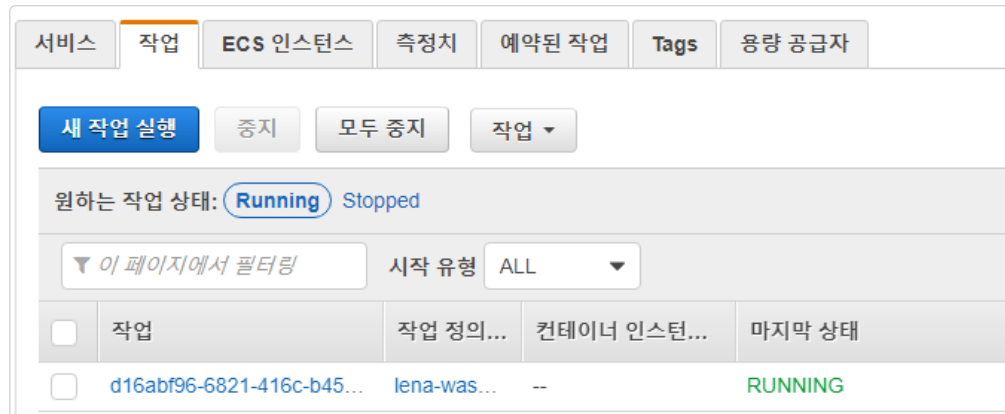 서비스 작업 ECS 인스턴스 측정치 예약된 작업 Tags 용량 공급자
새 작업 실행 중지 모두 중지 작업
원하는 작업 상태: Running Stopped
이 페이지에서 필터링 시작 유형 ALL
작업 작업 정의... 컨테이너 인스턴... 마지막 상태
d16abf96-6821-416c-b45... lena-was... -- RUNNING